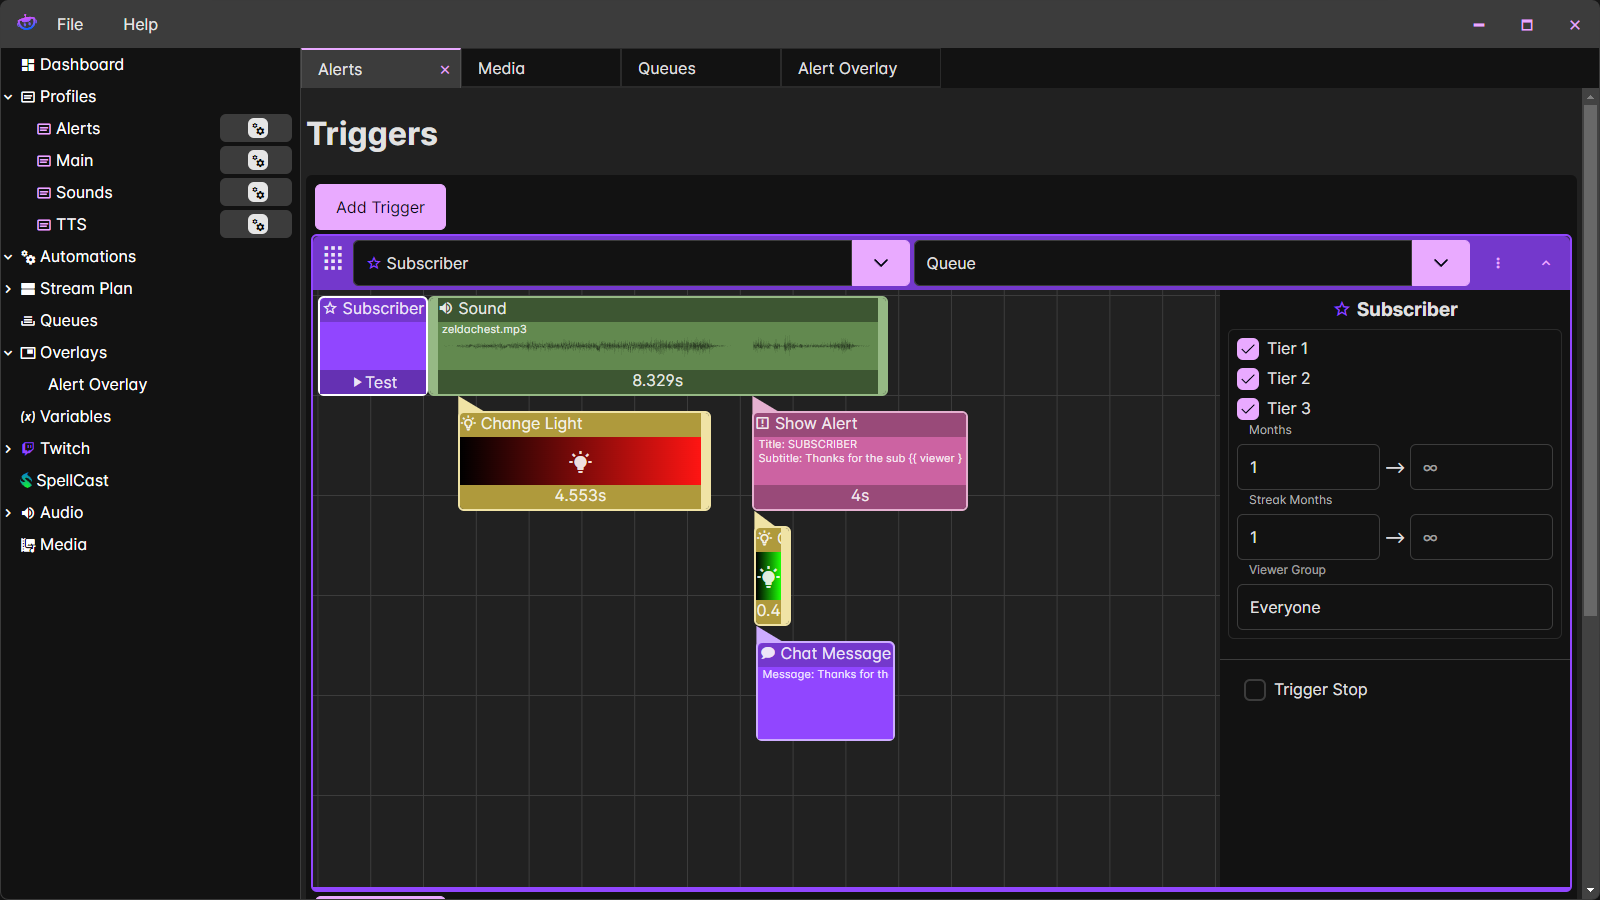 File
Help
Dashboard
Profiles
Alerts
Main
Sounds
TTS
Automations
Stream Plan
Queues
Overlays
Alert Overlay
Variables
Twitch
SpellCast
Audio
Media
Alerts
Media
Queues
Alert Overlay
Triggers
Add Trigger
Subscriber
Queue
Subscriber
Test
Sound
zeldachest.mp3
8.329s
Change Light
4.553s
Show Alert
Title: SUBSCRIBER
Subtitle: Thanks for the sub {{ viewer }
4s
0.4
Chat Message
Message: Thanks for th
Subscriber
Tier 1
Tier 2
Tier 3
Months
1 → ∞
Streak Months
1 → ∞
Viewer Group
Everyone
Trigger Stop